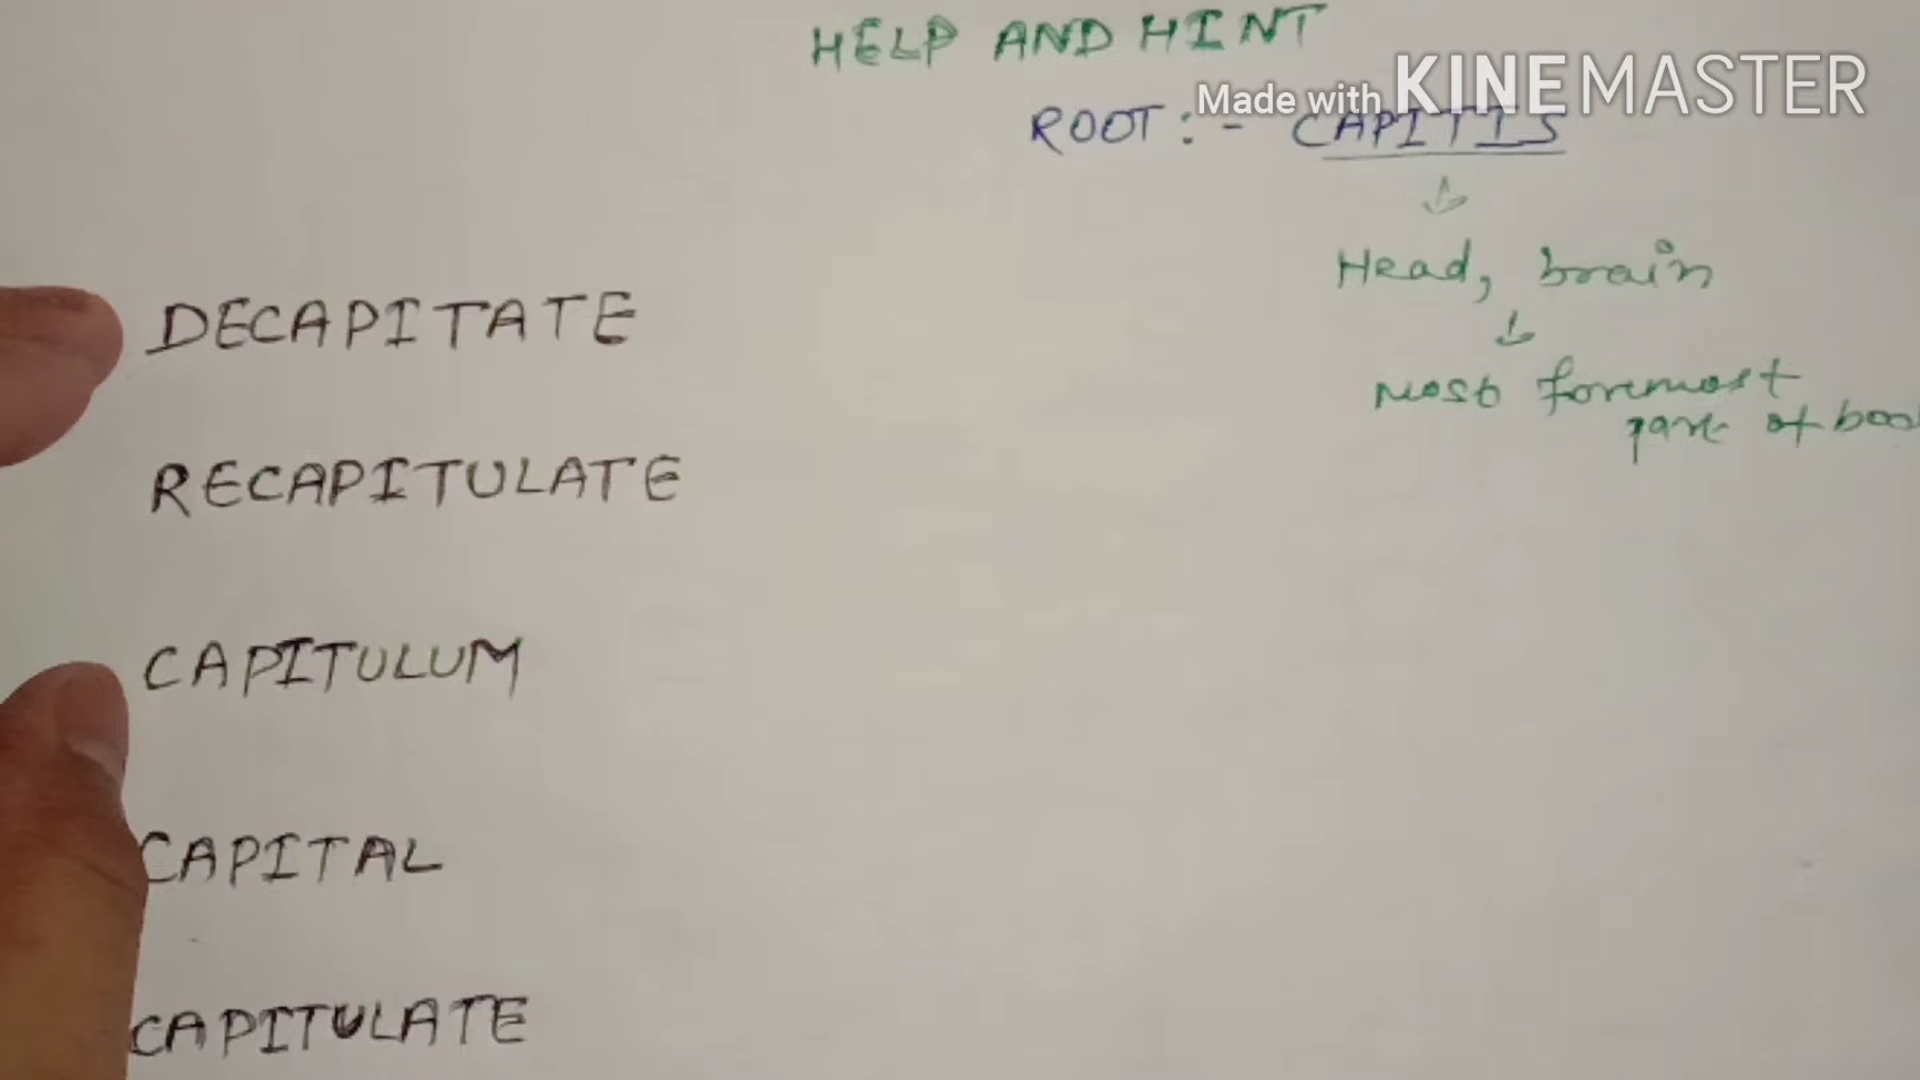 HELP AND HINT
Made with KINEMASTER
ROOT :- CAPITIS
Head, brain
Most foremost
part of
DECAPITATE
RECAPITULATE
CAPITULUM
CAPITAL
CAPITULATE